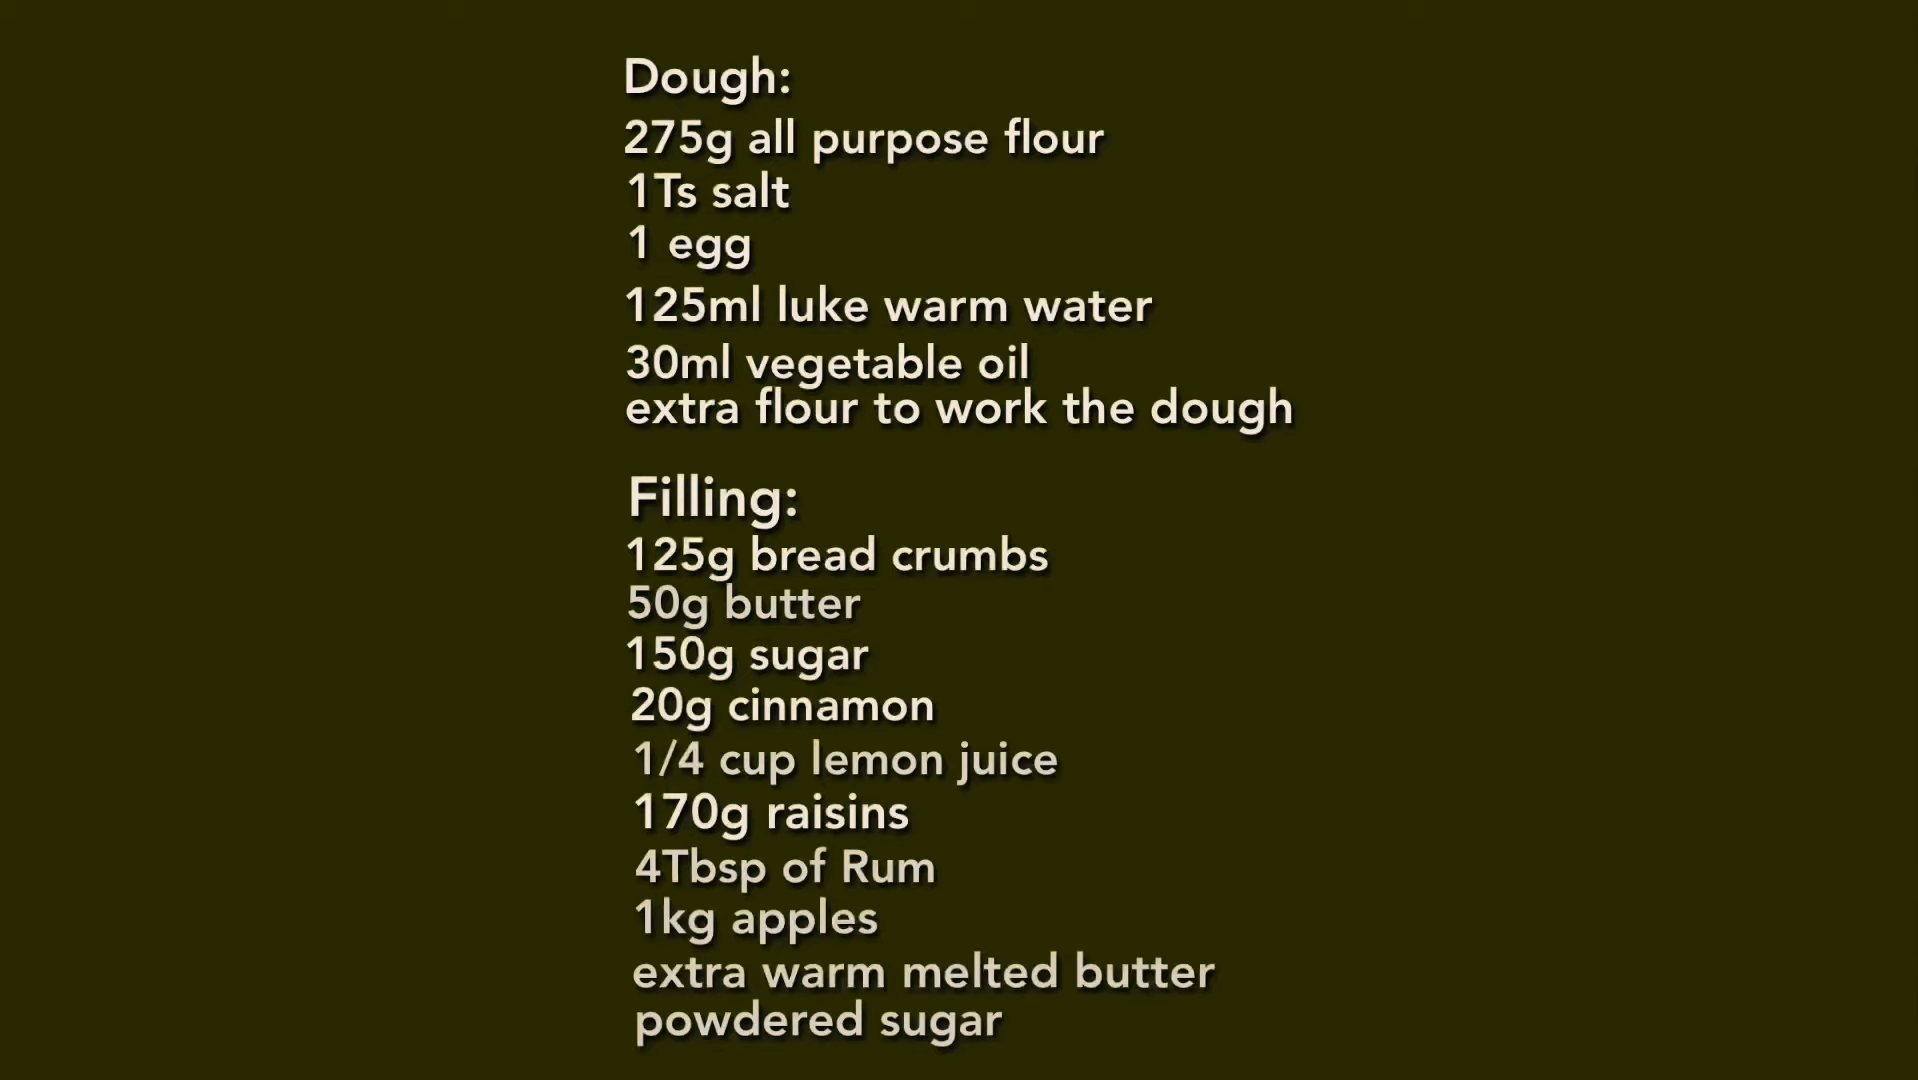 Dough:
275g all purpose flour
1Ts salt
1 egg
125ml luke warm water
30ml vegetable oil
extra flour to work the dough
Filling:
125g bread crumbs
50g butter
150g sugar
20g cinnamon
1/4 cup lemon juice
170g raisins
4Tbsp of Rum
1kg apples
extra warm melted butter
powdered sugar